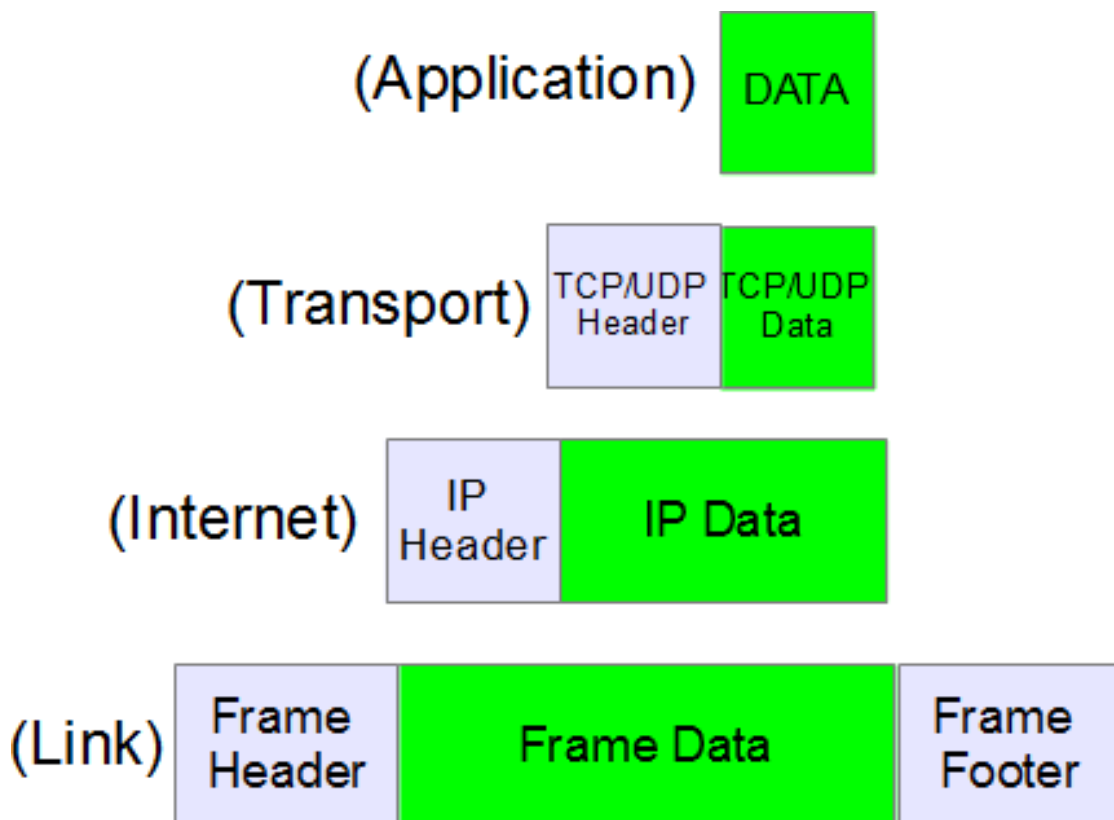 (Application)
DATA
(Transport)
TCP/UDP
Header
TCP/UDP
Data
(Internet)
IP
Header
IP Data
(Link)
Frame
Header
Frame Data
Frame
Footer